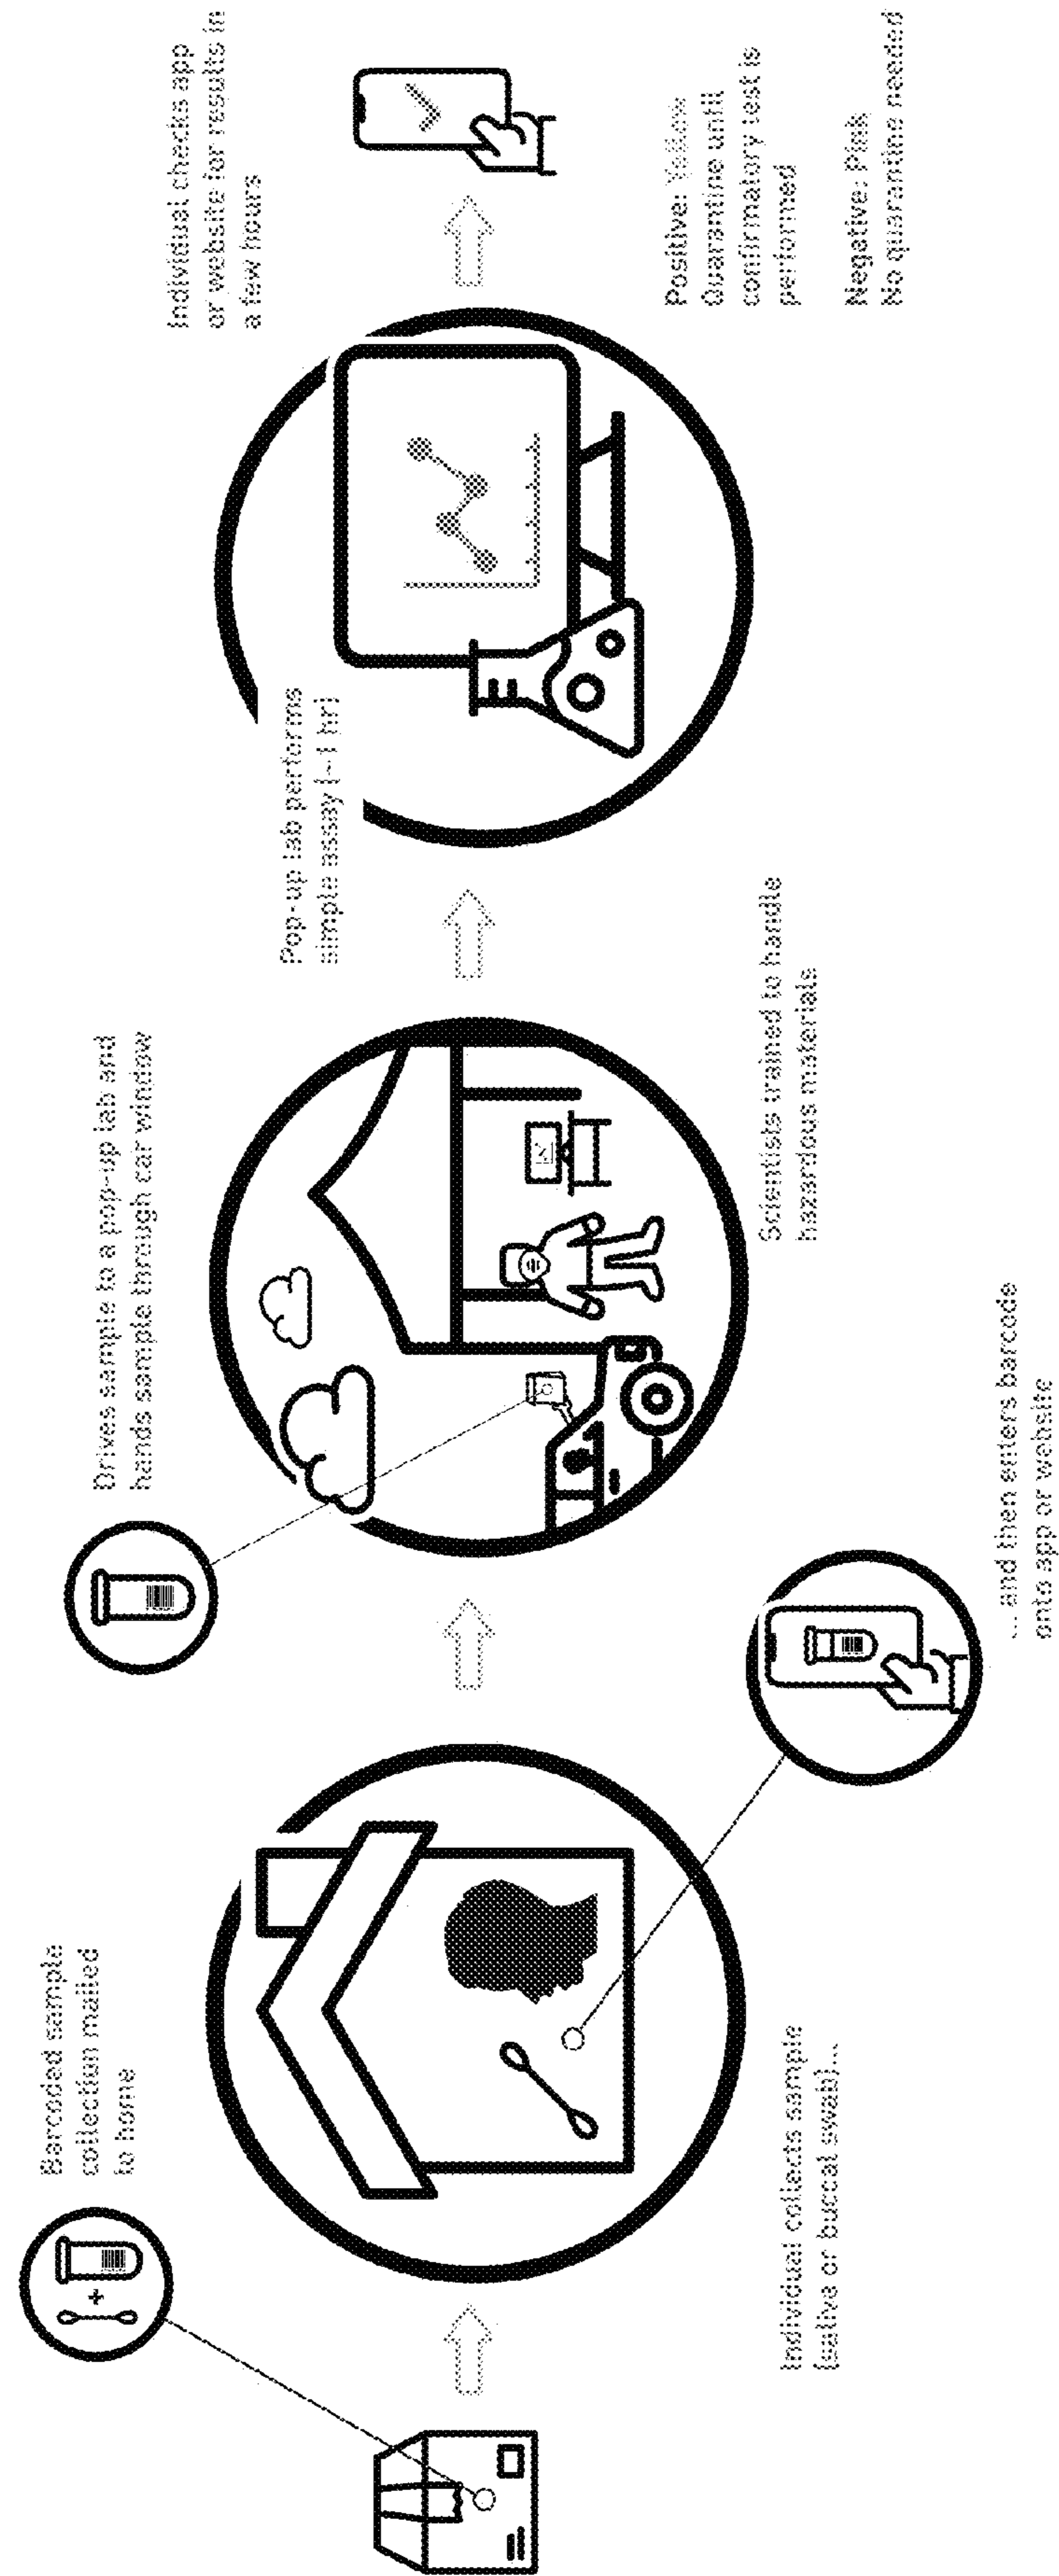 Barcoded sample
collection mailed
to home
Individual collects sample
(saliva or buccal swab)...
... and then enters barcode
onto app or website
Drives sample to a pop-up lab and
hands sample through car window
Scientists trained to handle
hazardous materials
Pop-up lab performs
simple assay (~1 hr)
Individual checks app
or website for results in
a few hours
Positive: Yellow
Quarantine until
confirmatory test is
performed
Negative: Pink
No quarantine needed